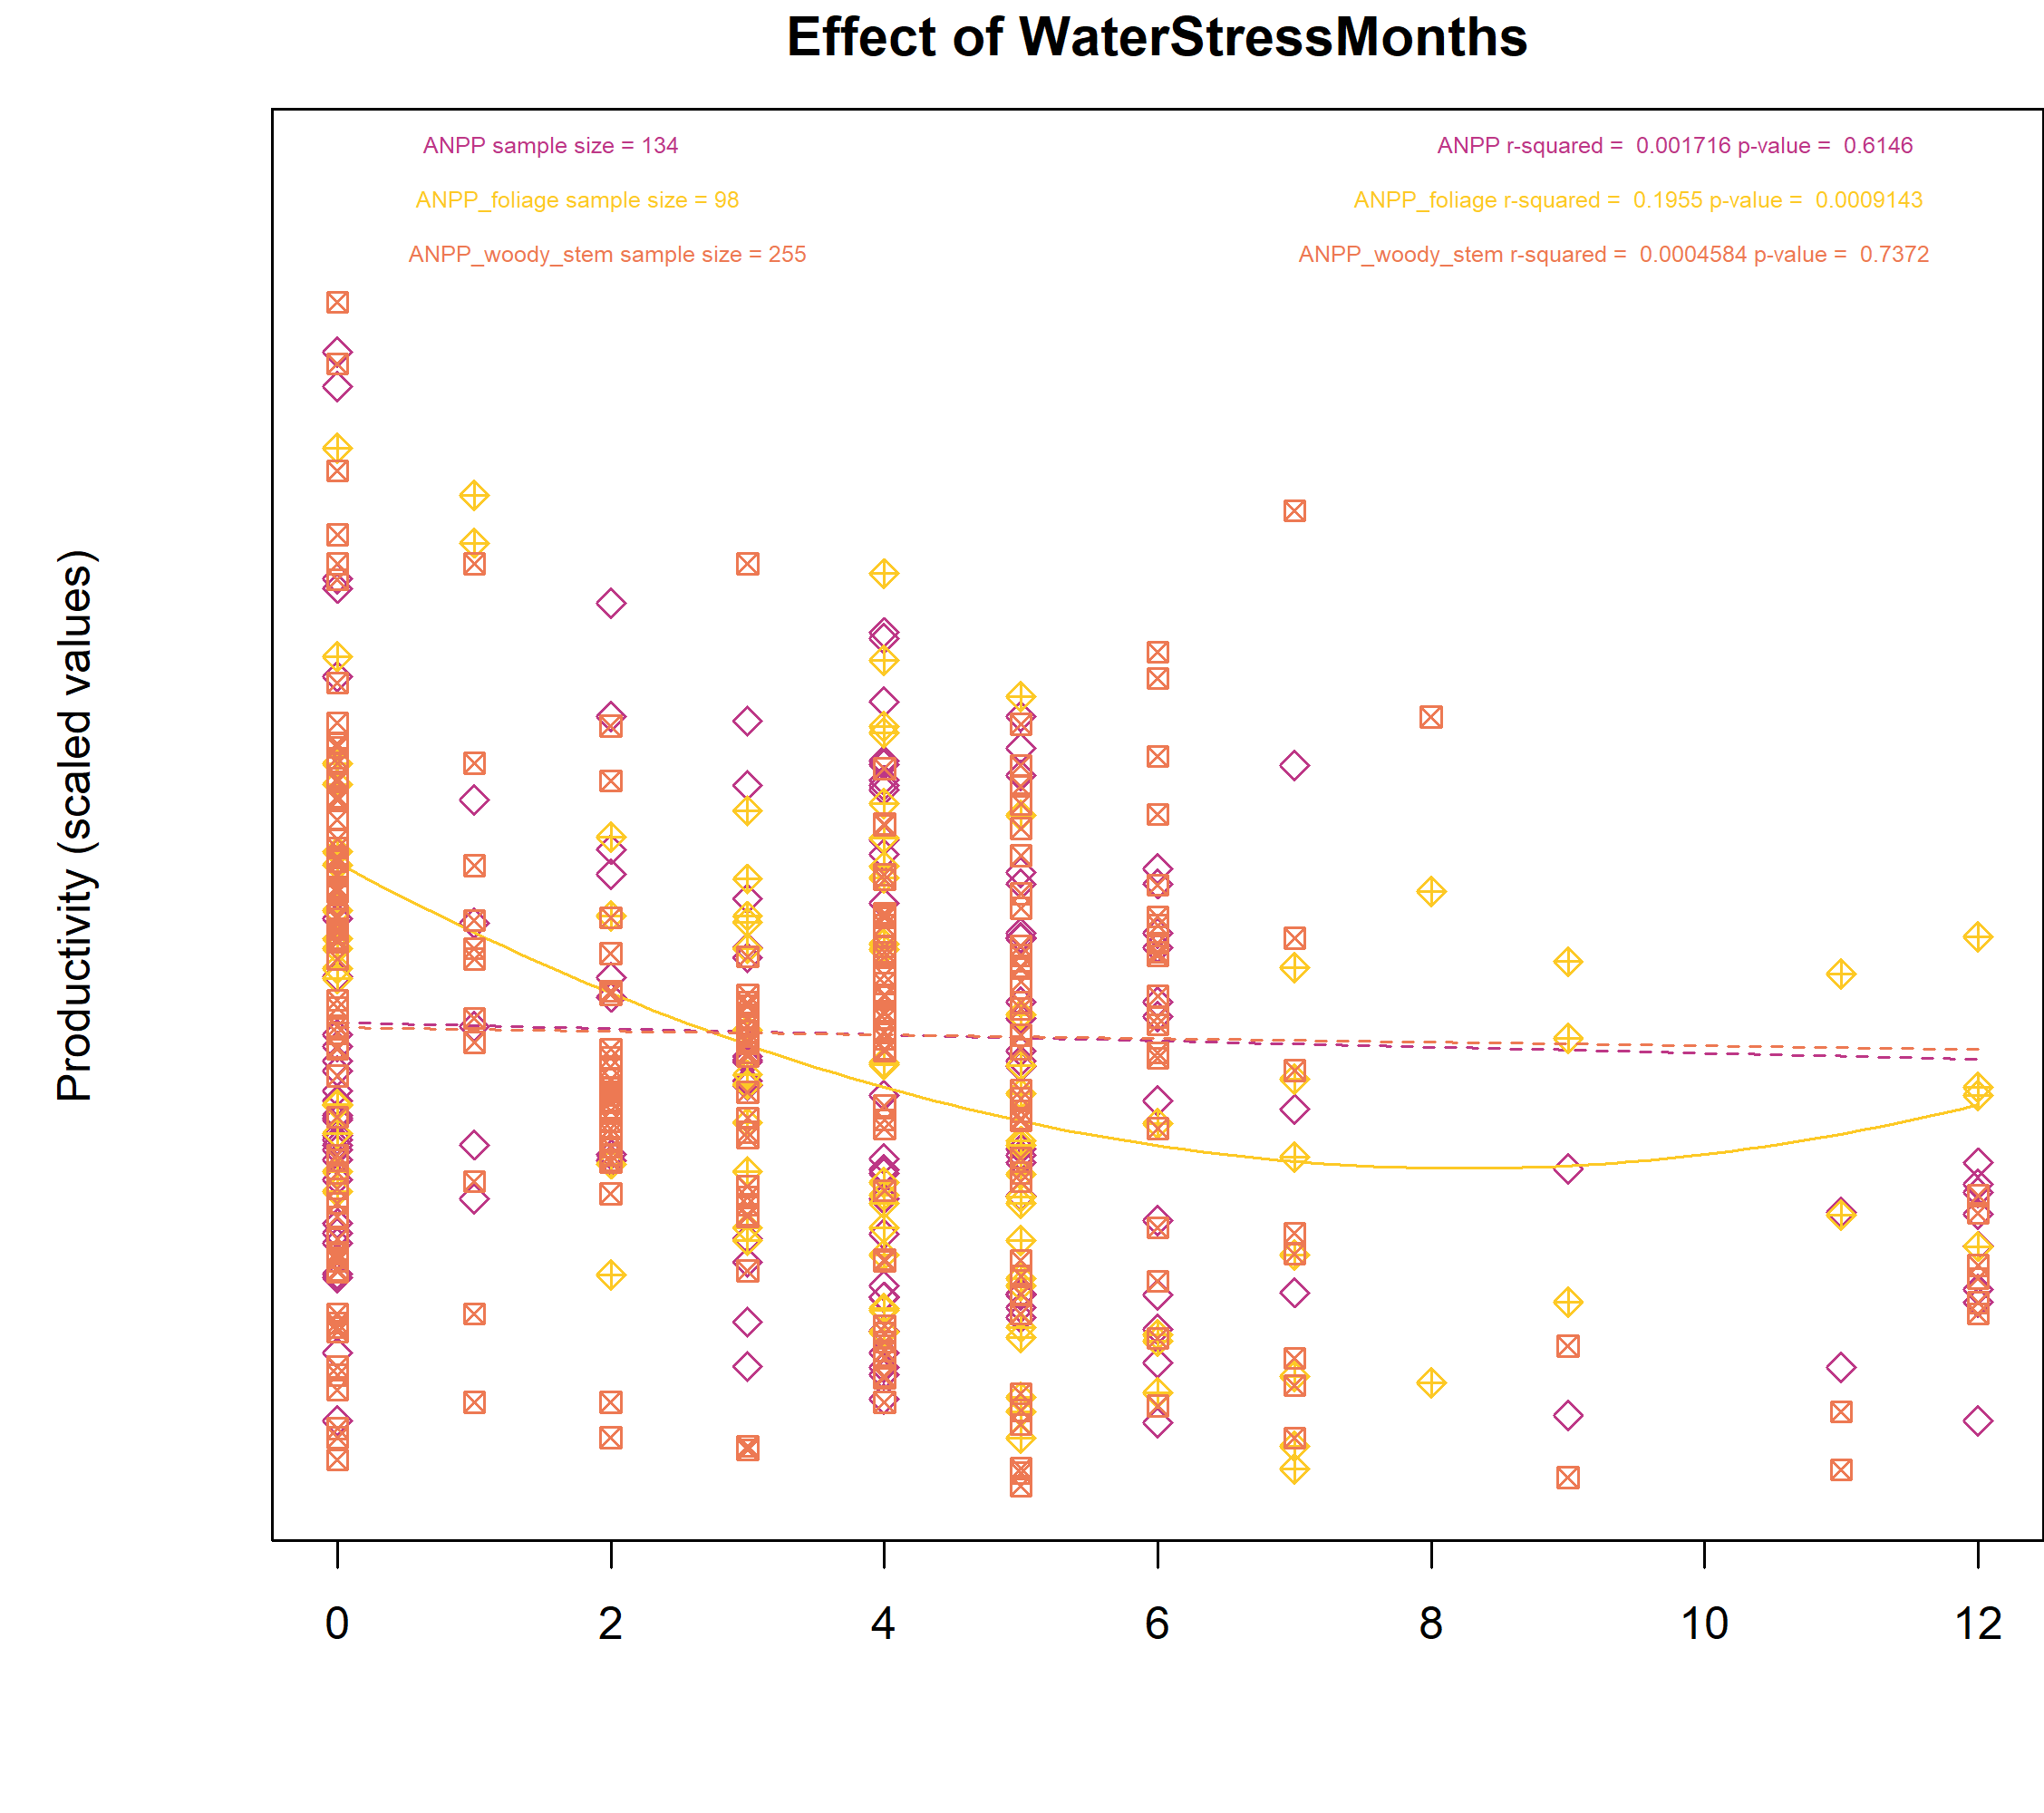 Effect of WaterStressMonths
ANPP sample size = 134
ANPP r-squared =  0.001716 p-value =  0.6146
ANPP_foliage sample size = 98
ANPP_foliage r-squared =  0.1955 p-value =  0.0009143
ANPP_woody_stem sample size = 255
ANPP_woody_stem r-squared =  0.0004584 p-value =  0.7372
Productivity (scaled values)
0 2 4 6 8 10 12